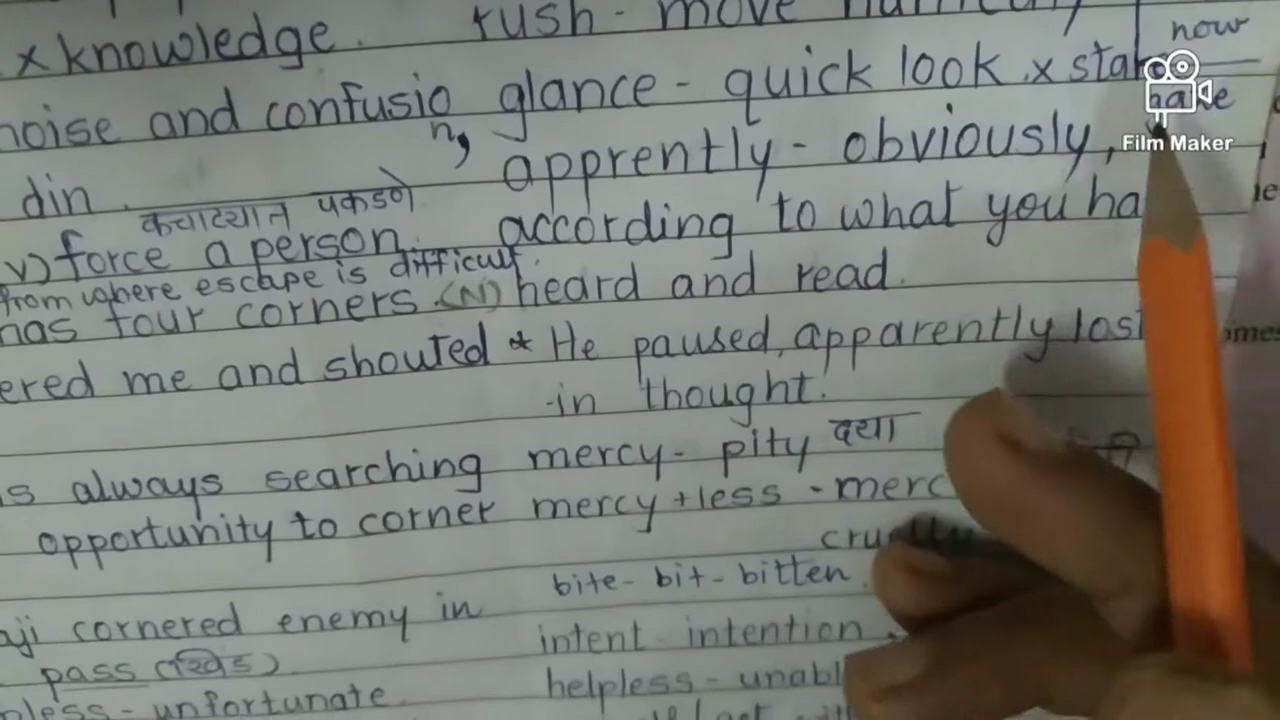 x knowledge. rush - move
now
noise and confusion glance - quick look x stare
din
, apprently - obviously,
कचाट्यात पकडणे
v) force a person. according to what you ha
from where escape is difficult.
has four corners (N) heard and read.
ered me and shouted * He paused, apparently lost
in thought.
s always searching mercy - pity दया
opportunity to corner mercy + less - merc
bite - bit - bitten
aji cornered enemy in
intent intention
pass (खिंड)
helpless - unabl
pless - unfortunate
Film Maker